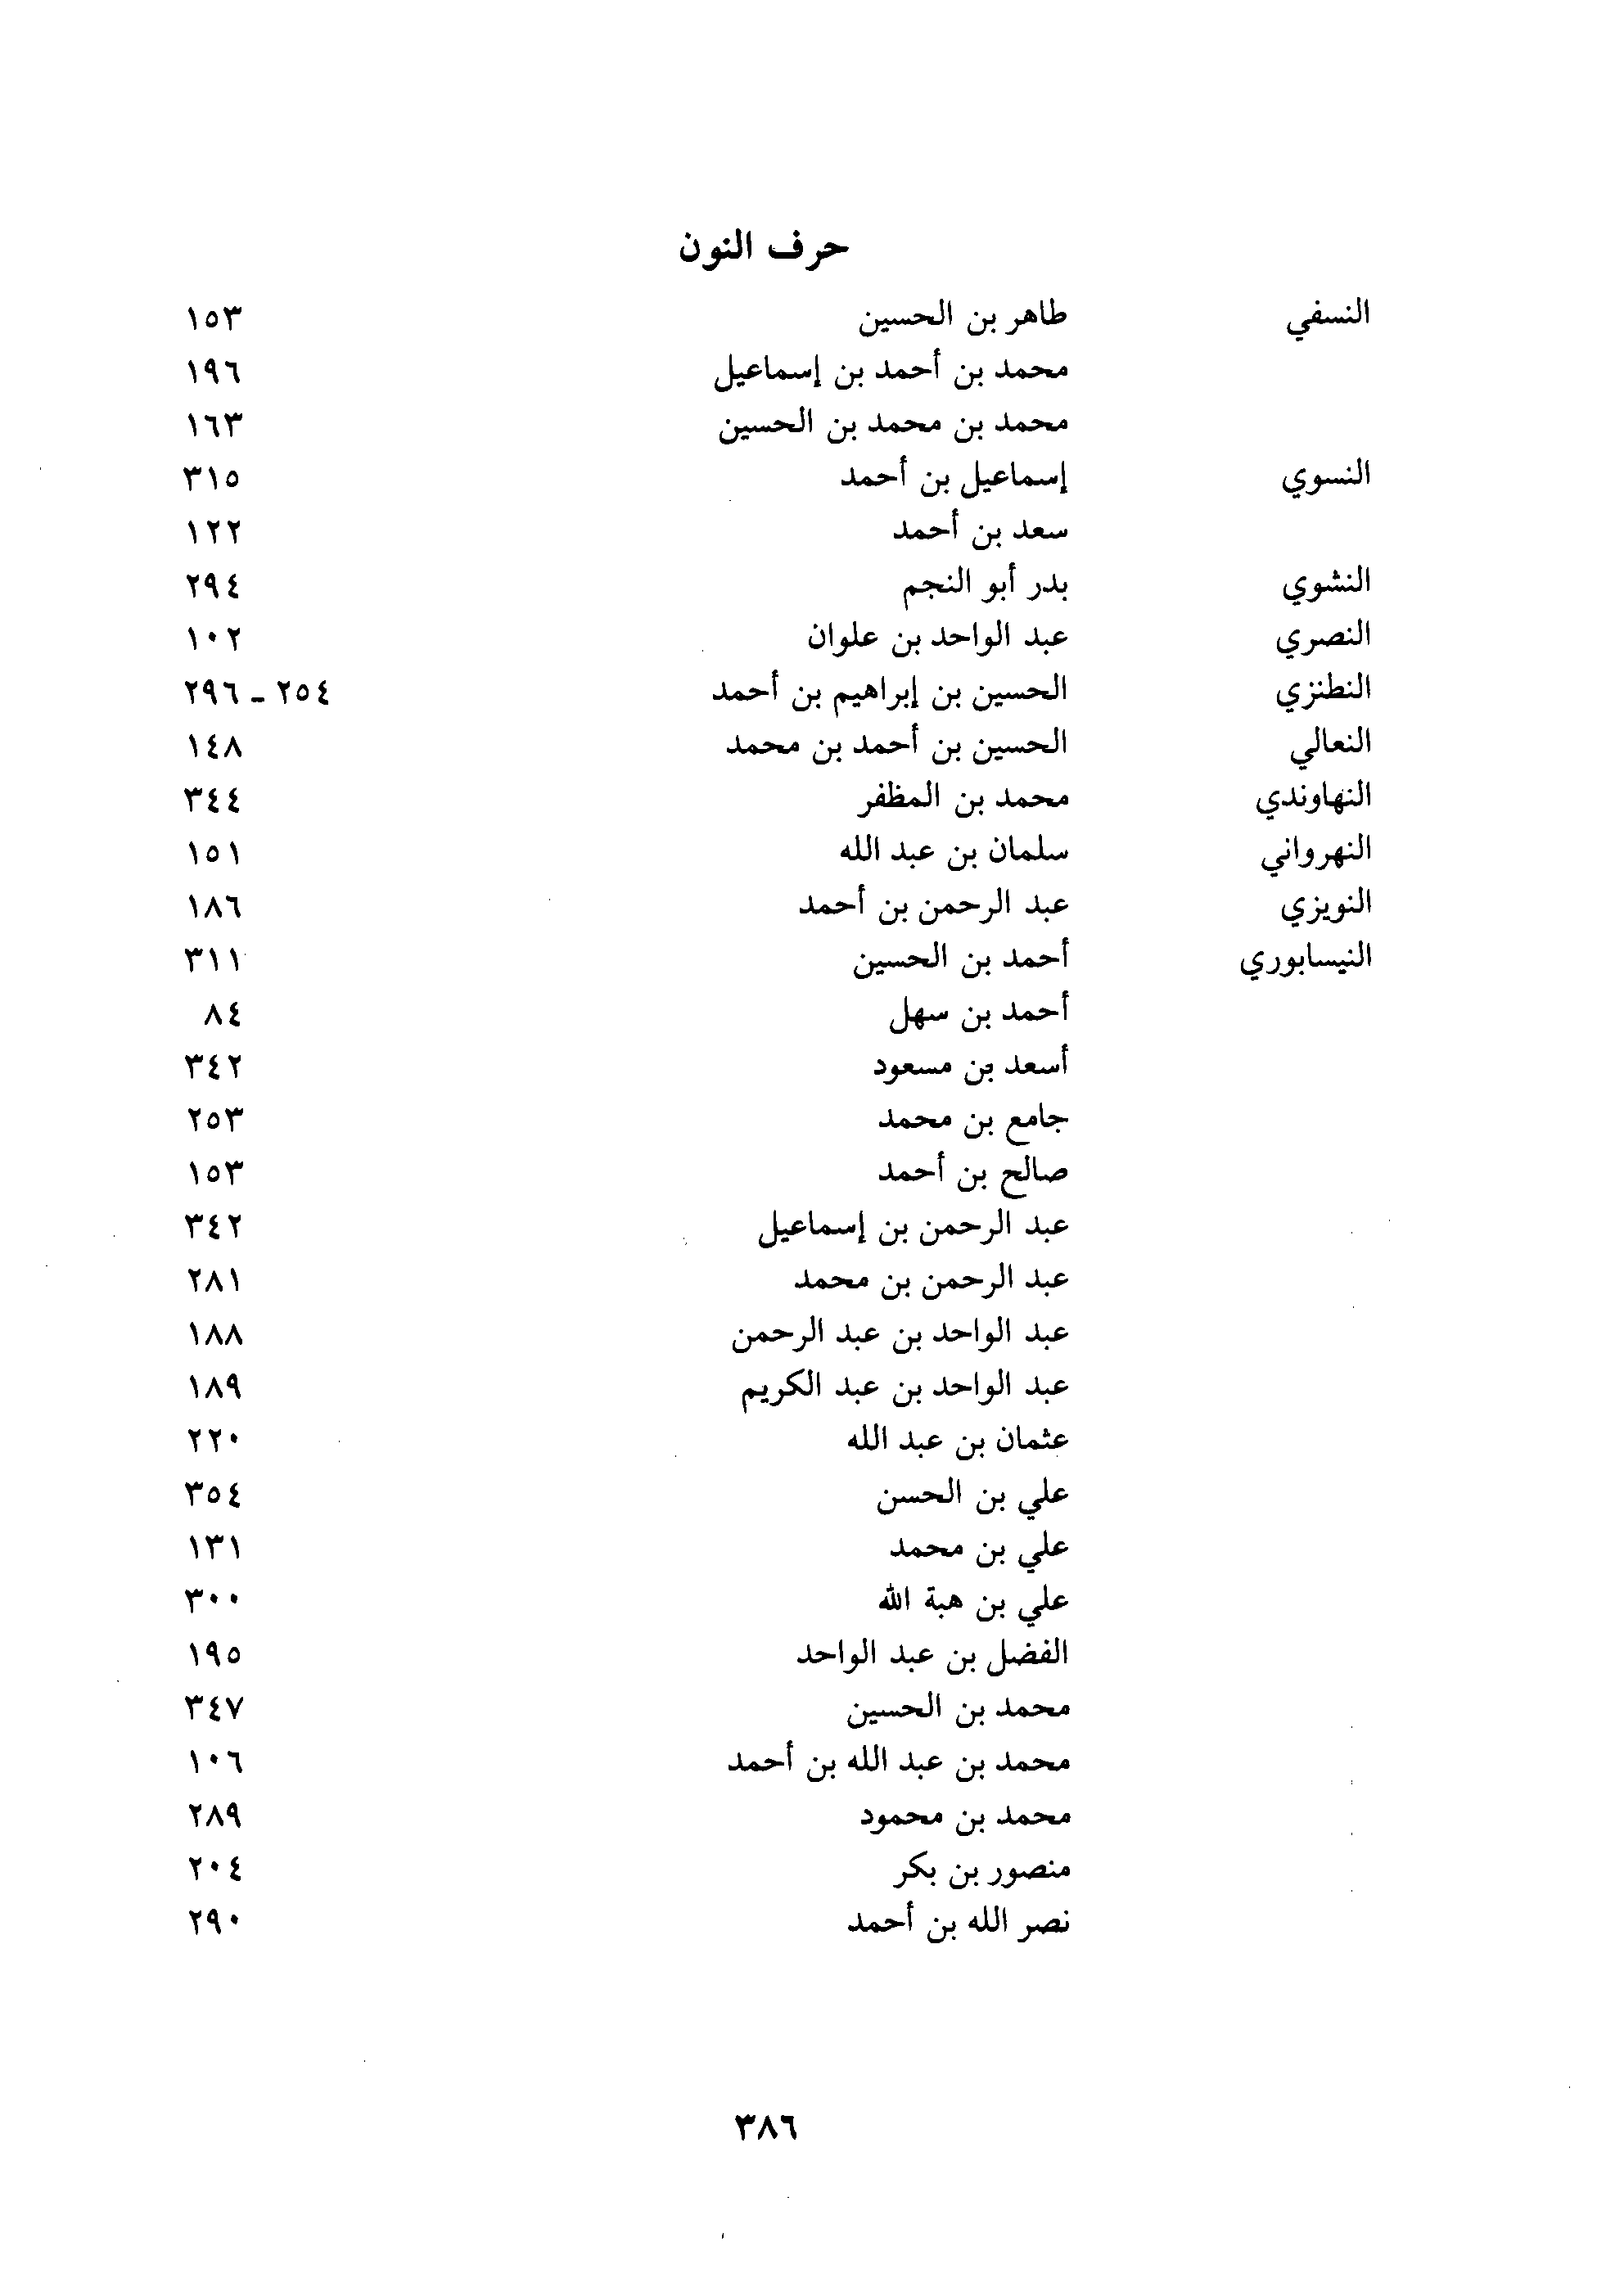 حرف النون
النسفي طاهر بن الحسين ١٥٣
محمد بن أحمد بن إسماعيل ١٩٦
محمد بن محمد بن الحسين ١٦٣
النسوي إسماعيل بن أحمد ٣١٥
سعد بن أحمد ١٢٢
النشوي بدر أبو النجم ٢٩٤
النصري عبد الواحد بن علوان ١٠٢
النطنزي الحسين بن إبراهيم بن أحمد ٢٥٤ - ٢٩٦
النعالي الحسين بن أحمد بن محمد ١٤٨
النهاوندي محمد بن المظفر ٣٤٤
النهرواني سلمان بن عبد الله ١٥١
النويزي عبد الرحمن بن أحمد ١٨٦
النيسابوري أحمد بن الحسين ٣١١
أحمد بن سهل ٨٤
أسعد بن مسعود ٣٤٢
جامع بن محمد ٢٥٣
صالح بن أحمد ١٥٣
عبد الرحمن بن إسماعيل ٣٤٢
عبد الرحمن بن محمد ٢٨١
عبد الواحد بن عبد الرحمن ١٨٨
عبد الواحد بن عبد الكريم ١٨٩
عثمان بن عبد الله ٢٢٠
علي بن الحسن ٣٥٤
علي بن محمد ١٣١
علي بن هبة الله ٣٠٠
الفضل بن عبد الواحد ١٩٥
محمد بن الحسين ٣٤٧
محمد بن عبد الله بن أحمد ١٠٦
محمد بن محمود ٢٨٩
منصور بن بكر ٢٠٤
نصر الله بن أحمد ٢٩٠
٣٨٦